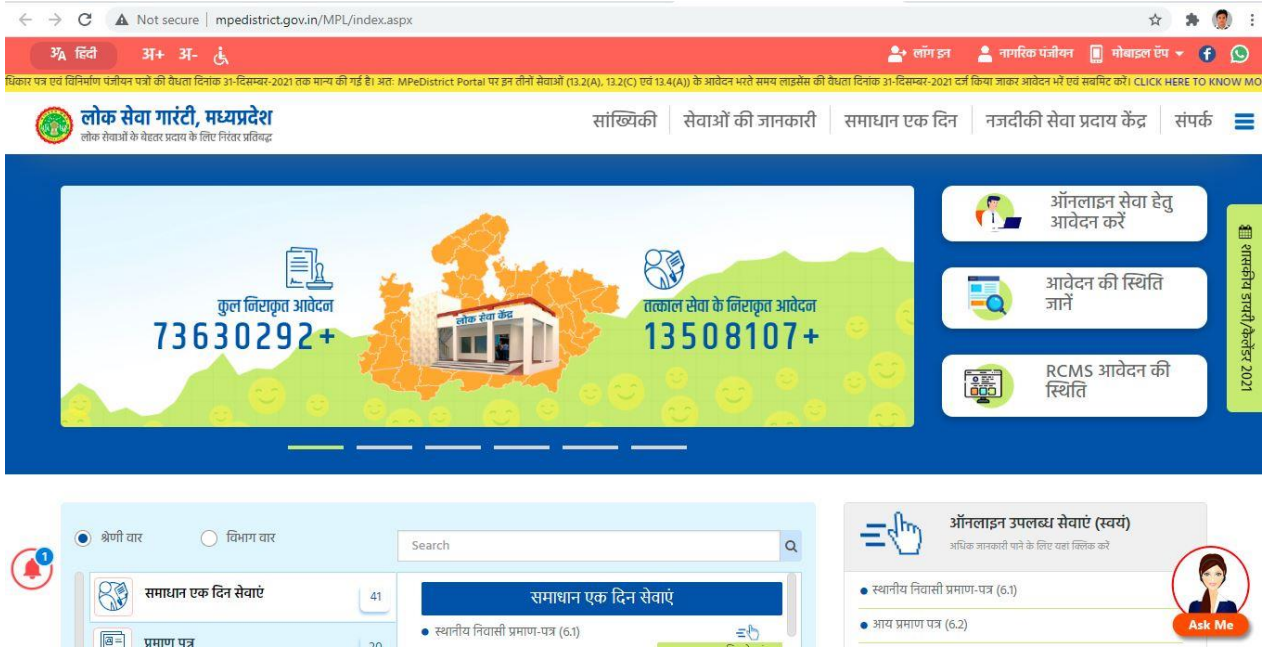 Not secure | mpedistrict.gov.in/MPL/index.aspx
हिंदी अ+ अ- लॉग इन नागरिक पंजीयन मोबाइल ऍप
धिकार पत्र एवं विनिर्माण पंजीयन पत्रों की वैधता दिनांक 31-दिसम्बर-2021 तक मान्य की गई है। अतः MPeDistrict Portal पर इन तीनों सेवाओं (13.2(A), 13.2(C) एवं 13.4(A)) के आवेदन भरते समय लाइसेंस की वैधता दिनांक 31-दिसम्बर-2021 दर्ज किया जाकर आवेदन भरें एवं सबमिट करें। CLICK HERE TO KNOW MO
लोक सेवा गारंटी, मध्यप्रदेश
लोक सेवाओं के बेहतर प्रदाय के लिए निरंतर प्रतिबद्ध
सांख्यिकी सेवाओं की जानकारी समाधान एक दिन नजदीकी सेवा प्रदाय केंद्र संपर्क
कुल निराकृत आवेदन
73630292+
लोक सेवा केंद्र
तत्काल सेवा के निराकृत आवेदन
13508107+
ऑनलाइन सेवा हेतु
आवेदन करें
आवेदन की स्थिति
जानें
RCMS आवेदन की
स्थिति
शासकीय डायरी/केलेंडर 2021
श्रेणी वार विभाग वार
Search
1
समाधान एक दिन सेवाएं 41
प्रमाण पत्र 20
समाधान एक दिन सेवाएं
स्थानीय निवासी प्रमाण-पत्र (6.1)
ऑनलाइन उपलब्ध सेवाएं (स्वयं)
अधिक जानकारी पाने के लिए यहां क्लिक करें
स्थानीय निवासी प्रमाण-पत्र (6.1)
आय प्रमाण पत्र (6.2)
Ask Me